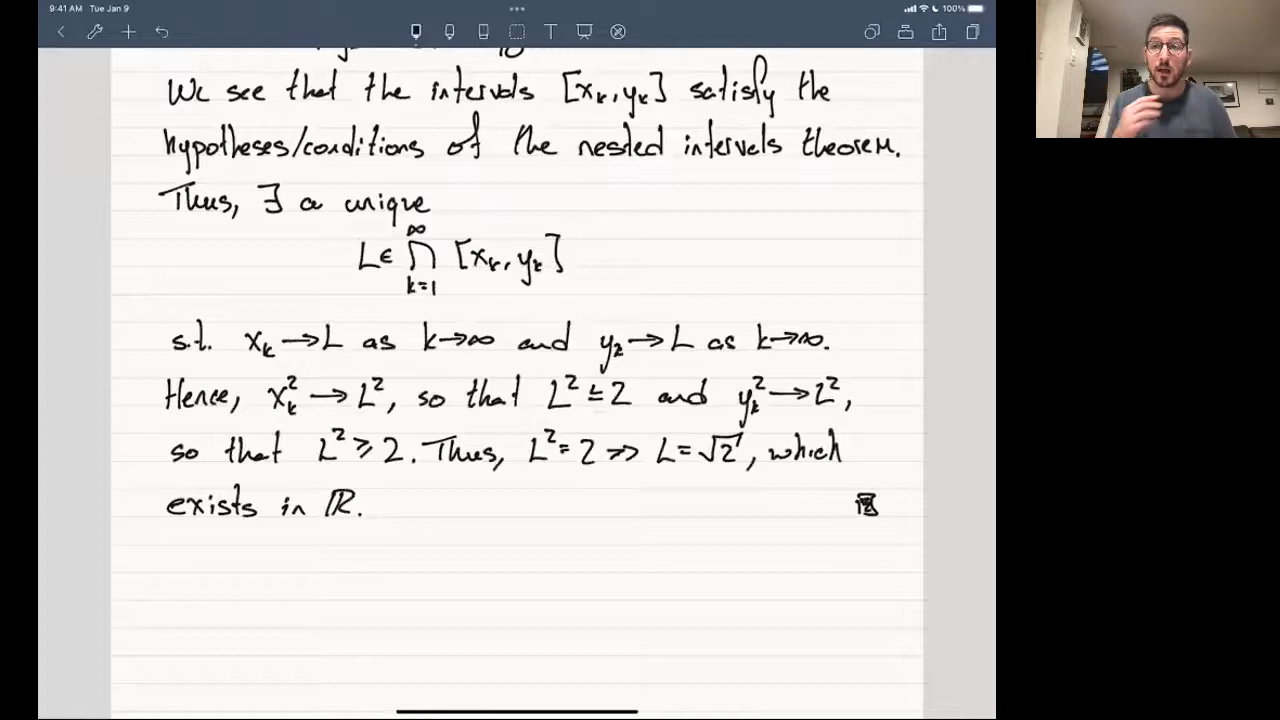 9:41 AM Tue Jan 9
100%
We see that the intervals [xₖ, yₖ] satisfy the
hypotheses/conditions of the nested intervals theorem.
Thus, ∃ a unique
L ∈ ∞ ⋂ k=1 [xₖ, yₖ]
s.t. xₖ → L as k → ∞ and yₖ → L as k → ∞.
Hence, xₖ² → L², so that L² ≤ 2 and yₖ² → L²,
so that L² ≥ 2. Thus, L² = 2 ⇒ L = √2, which
exists in ℝ.